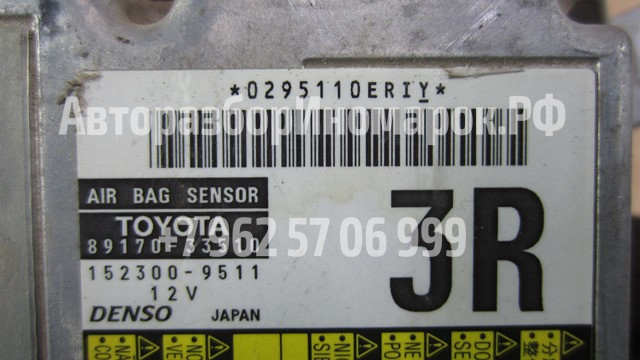 *0295110ERIY*
АвторазборИномарок.РФ
AIR BAG SENSOR
3R
TOYOTA
89170-33510
962 57 06 999
152300-9511
12V
DENSO JAPAN